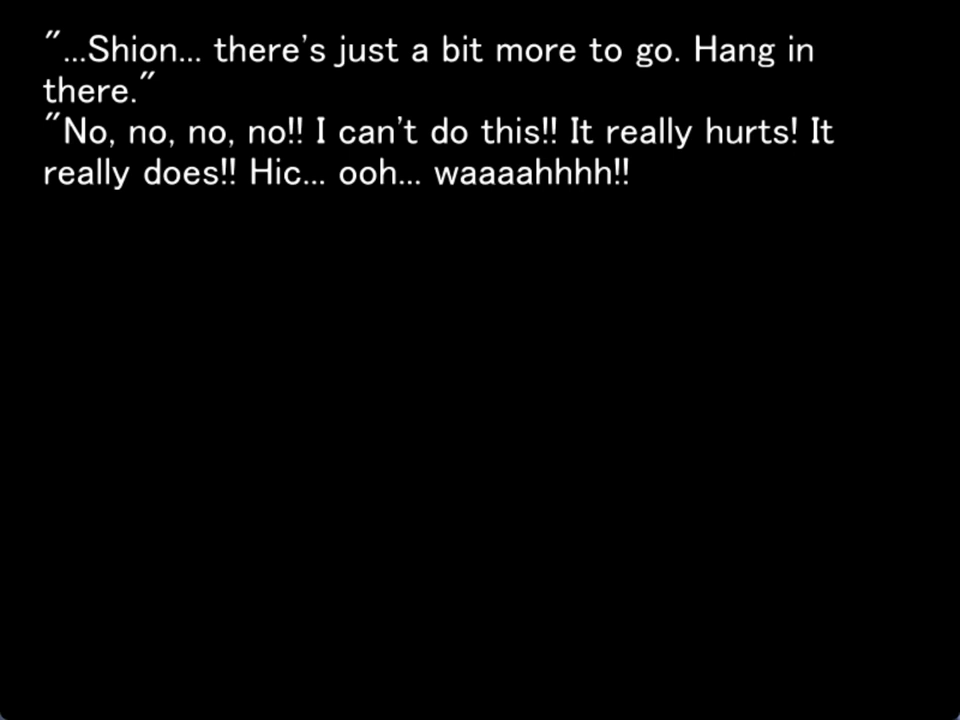 "...Shion... there's just a bit more to go. Hang in
there."
"No, no, no, no!! I can't do this!! It really hurts! It
really does!! Hic... ooh... waaaahhhh!!